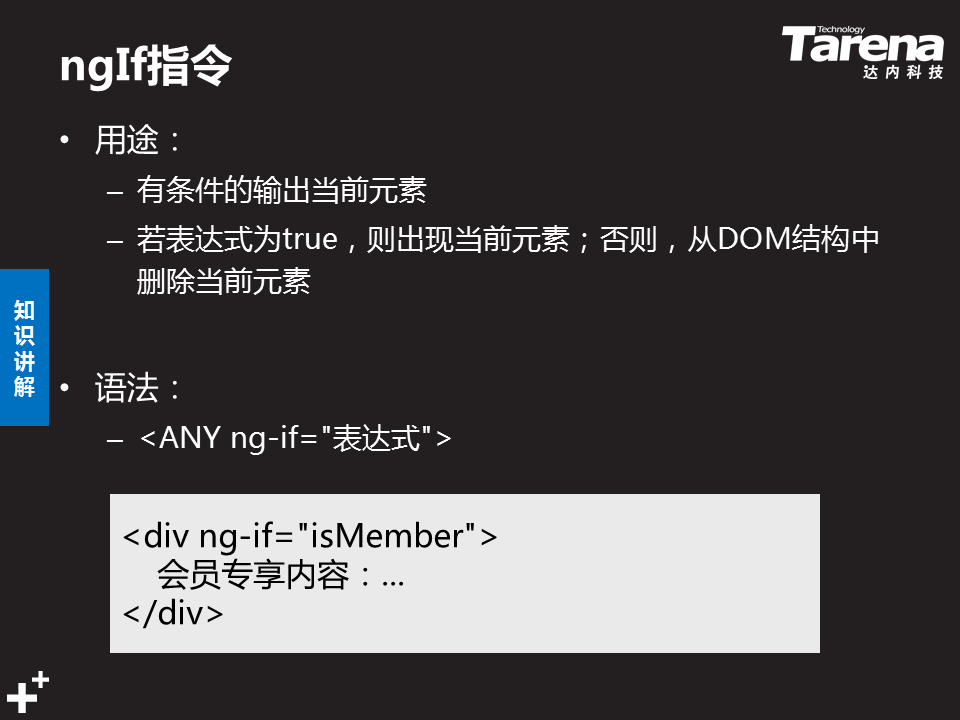 ngIf指令
Technology
Tarena
达内科技
• 用途：
– 有条件的输出当前元素
– 若表达式为true，则出现当前元素；否则，从DOM结构中
删除当前元素
知识讲解
• 语法：
– <ANY ng-if="表达式">
<div ng-if="isMember">
会员专享内容：...
</div>